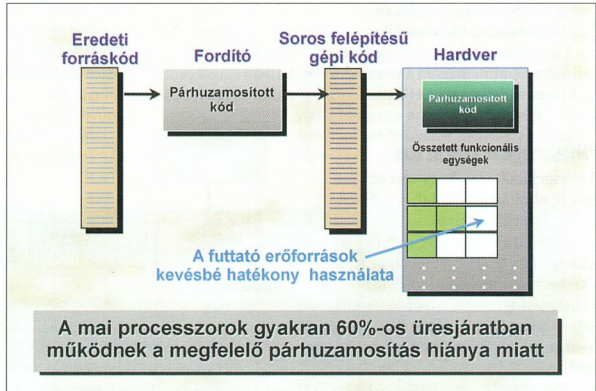 Eredeti
forráskód
Fordító
Soros felépítésű
gépi kód
Hardver
Párhuzamosított
kód
Párhuzamosított
kód
Összetett funkcionális
egységek
A futtató erőforrások
kevésbé hatékony használata
A mai processzorok gyakran 60%-os üresjáratban
működnek a megfelelő párhuzamosítás hiánya miatt